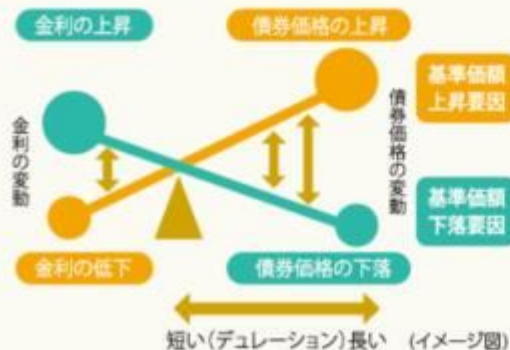 金利の上昇
債券価格の上昇
基準価額
上昇要因
金利の変動
債券価格の変動
基準価額
下落要因
金利の低下
債券価格の下落
短い(デュレーション)長い (イメージ図)